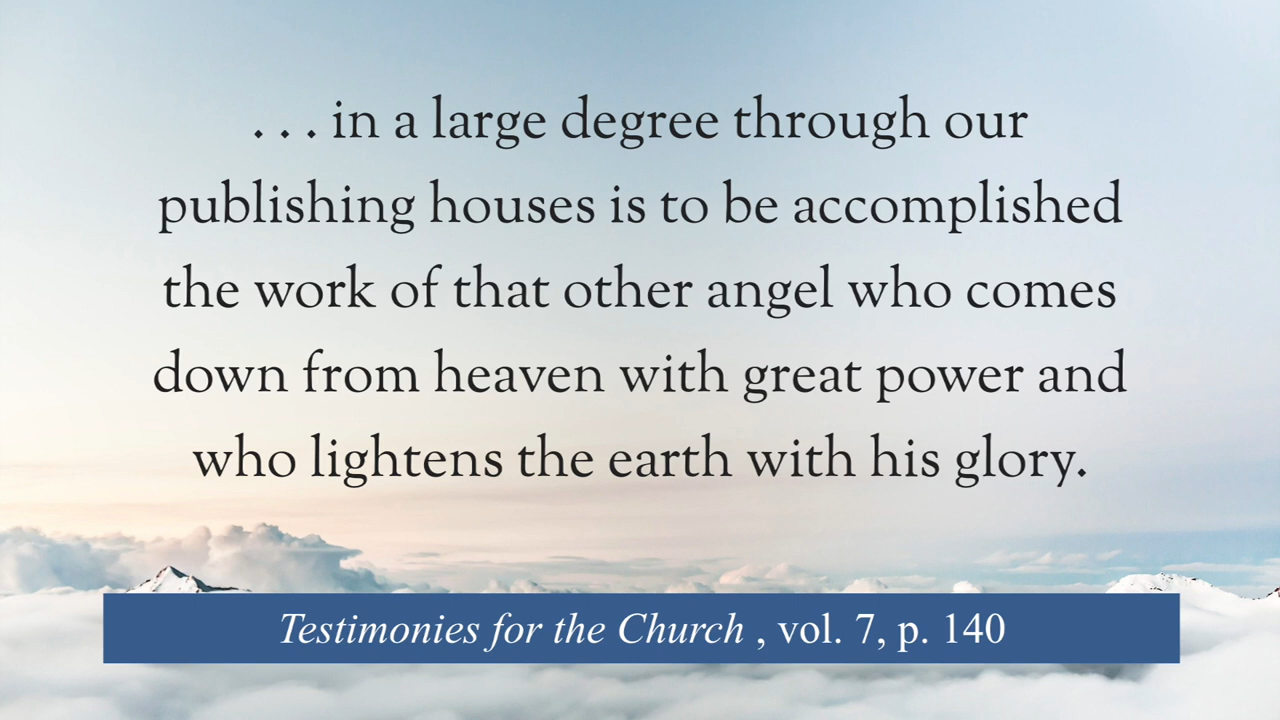 . . . in a large degree through our
publishing houses is to be accomplished
the work of that other angel who comes
down from heaven with great power and
who lightens the earth with his glory.
Testimonies for the Church , vol. 7, p. 140